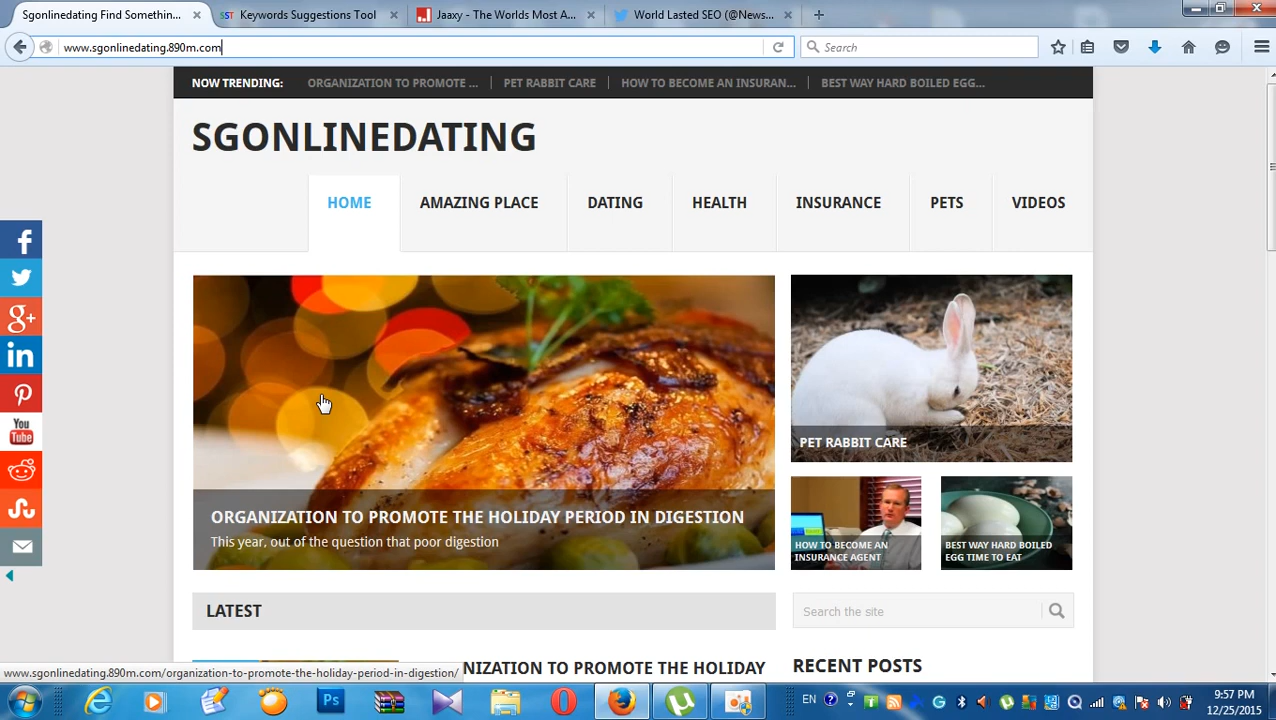 Sgonlinedating Find Somethin...
Keywords Suggestions Tool
Jaaxy - The Worlds Most A...
World Lasted SEO (@News...
www.sgonlinedating.890m.com
Search
NOW TRENDING:
ORGANIZATION TO PROMOTE ...
PET RABBIT CARE
HOW TO BECOME AN INSURAN...
BEST WAY HARD BOILED EGG...
SGONLINEDATING
HOME
AMAZING PLACE
DATING
HEALTH
INSURANCE
PETS
VIDEOS
You
Tube
PET RABBIT CARE
ORGANIZATION TO PROMOTE THE HOLIDAY PERIOD IN DIGESTION
This year, out of the question that poor digestion
HOW TO BECOME AN
INSURANCE AGENT
BEST WAY HARD BOILED
EGG TIME TO EAT
LATEST
Search the site
NIZATION TO PROMOTE THE HOLIDAY
RECENT POSTS
www.sgonlinedating.890m.com/organization-to-promote-the-holiday-period-in-digestion/
Ps
EN
9:57 PM
12/25/2015